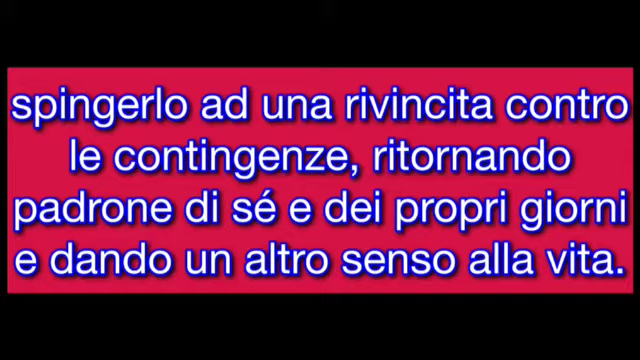 spingerlo ad una rivincita contro
le contingenze, ritornando
padrone di sé e dei propri giorni
e dando un altro senso alla vita.